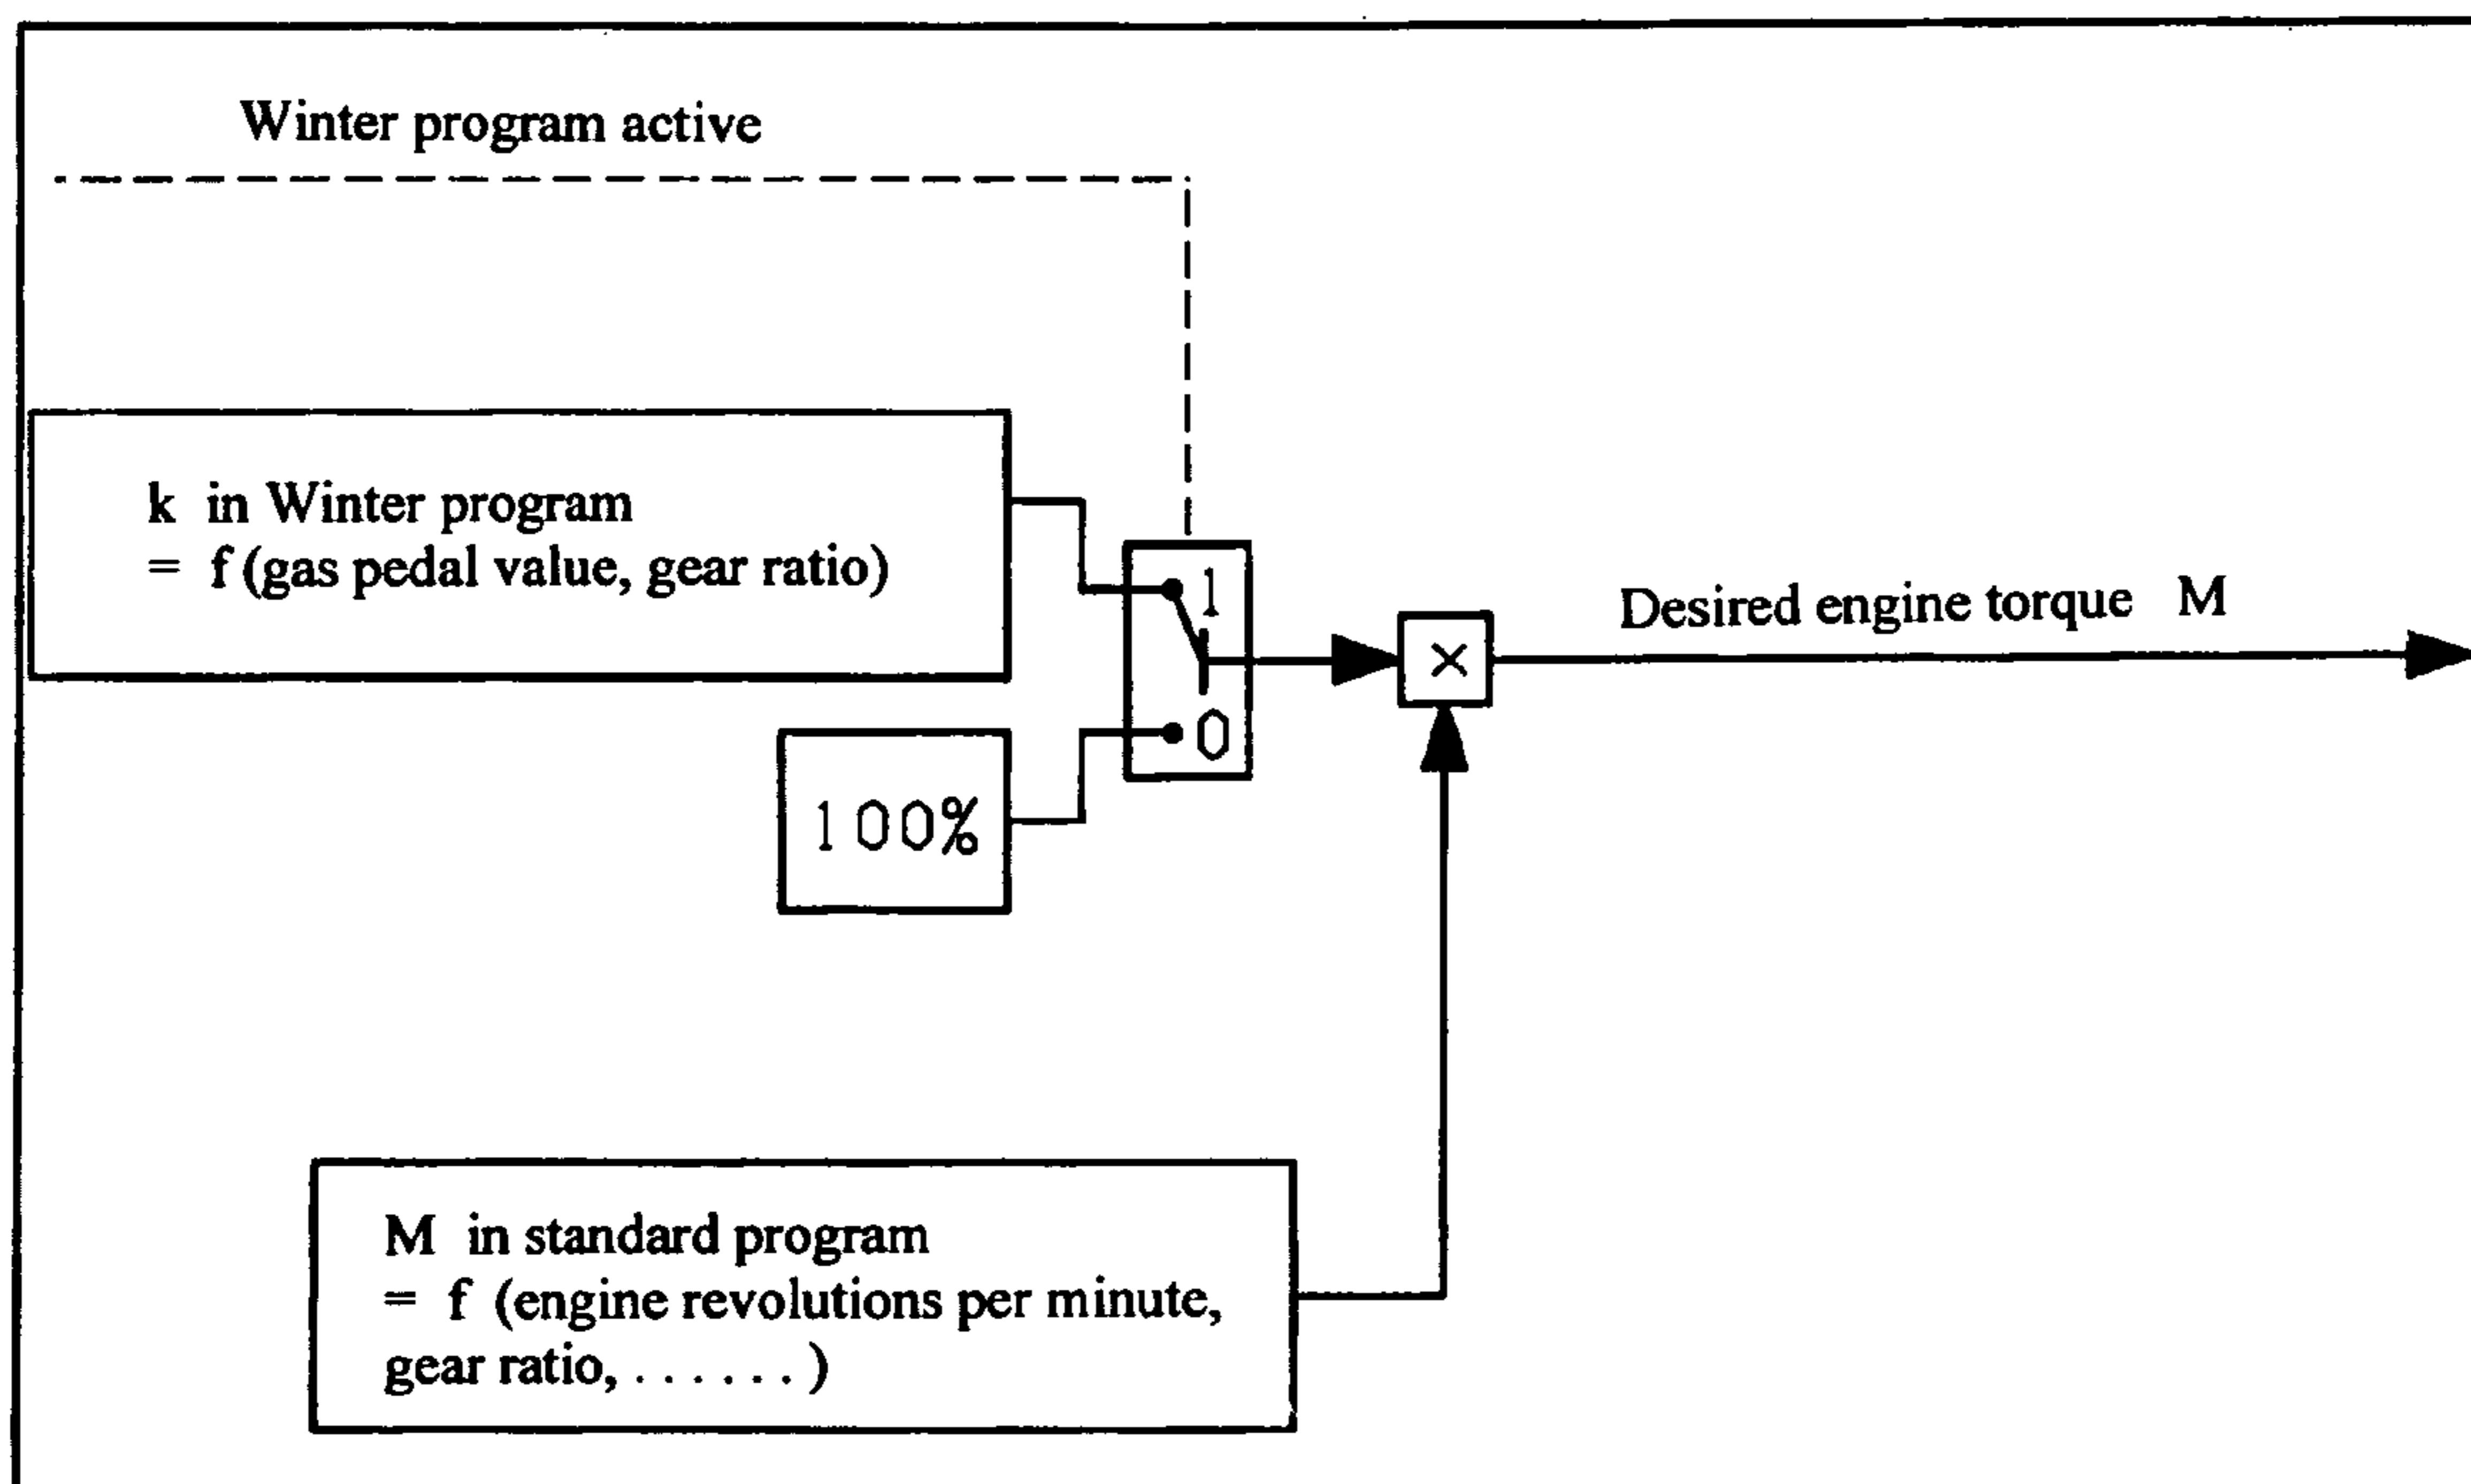 Winter program active
k in Winter program
= f (gas pedal value, gear ratio)
1
Desired engine torque M
×
0
100%
M in standard program
= f (engine revolutions per minute,
gear ratio, . . . . . . )